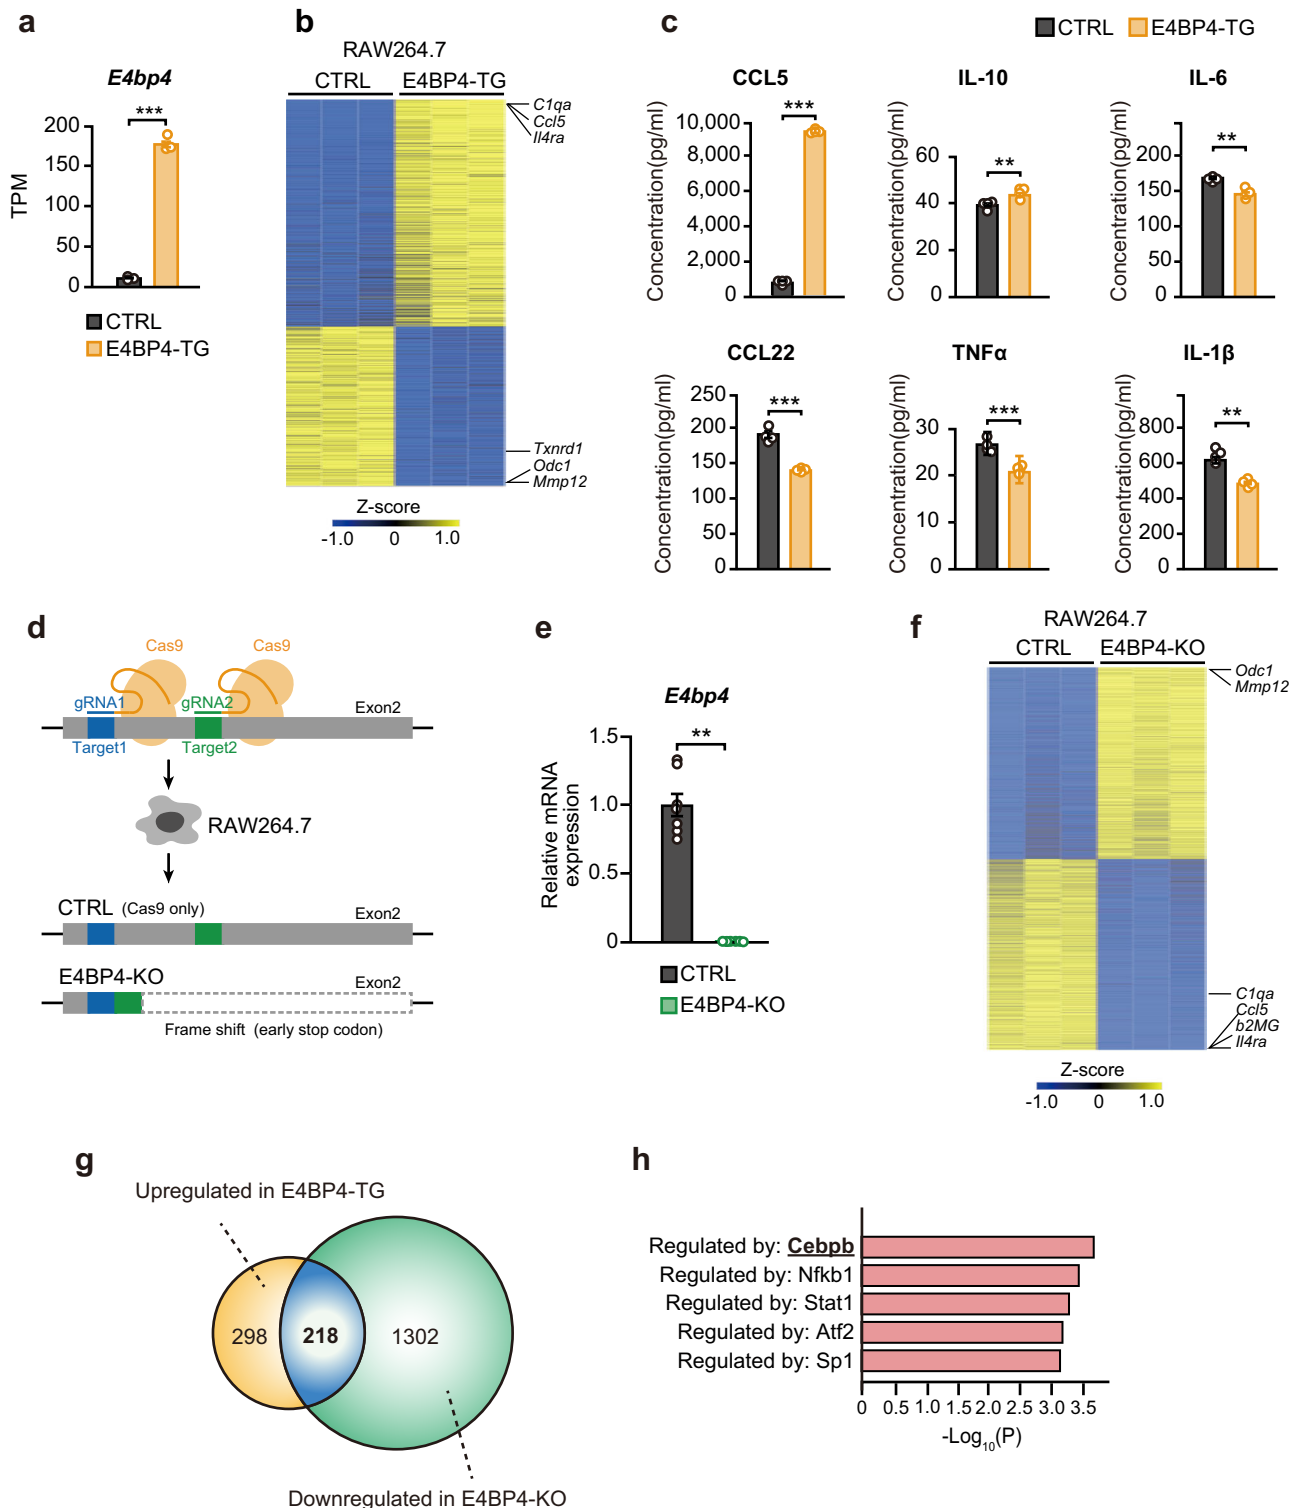 a
E4bp4
***
TPM
200
150
100
50
0
CTRL
E4BP4-TG
b
RAW264.7
CTRL E4BP4-TG
C1qa
Ccl5
Il4ra
Txnrd1
Odc1
Mmp12
Z-score
-1.0 0 1.0
c
CTRL E4BP4-TG
CCL5
***
Concentration(pg/ml)
10,000
8,000
6,000
4,000
2,000
0
IL-10
**
Concentration(pg/ml)
60
40
20
0
IL-6
**
Concentration(pg/ml)
200
150
100
50
0
CCL22
***
Concentration(pg/ml)
250
200
150
100
50
0
TNFα
***
Concentration(pg/ml)
30
20
10
0
IL-1β
**
Concentration(pg/ml)
800
600
400
200
0
d
Cas9 Cas9
gRNA1 gRNA2 Exon2
Target1 Target2
RAW264.7
CTRL (Cas9 only) Exon2
E4BP4-KO Exon2
Frame shift (early stop codon)
e
E4bp4
**
Relative mRNA
expression
1.5
1.0
0.5
0
CTRL
E4BP4-KO
f
RAW264.7
CTRL E4BP4-KO
Odc1
Mmp12
C1qa
Ccl5
b2MG
Il4ra
Z-score
-1.0 0 1.0
g
Upregulated in E4BP4-TG
298 218 1302
Downregulated in E4BP4-KO
h
Regulated by: Cebpb
Regulated by: Nfkb1
Regulated by: Stat1
Regulated by: Atf2
Regulated by: Sp1
0 0.5 1.0 1.5 2.0 2.5 3.0 3.5
-Log10(P)